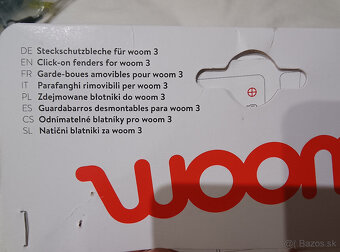 DE Steckschutzbleche für woom 3
EN Click-on fenders for woom 3
FR Garde-boues amovibles pour woom 3
IT Parafanghi rimovibili per woom 3
PL Zdejmowane błotniki do woom 3
ES Guardabarros desmontables para woom 3
CS Odnímatelné blatníky pro woom 3
SL Natični blatniki za woom 3
woom
j Bazos.sk